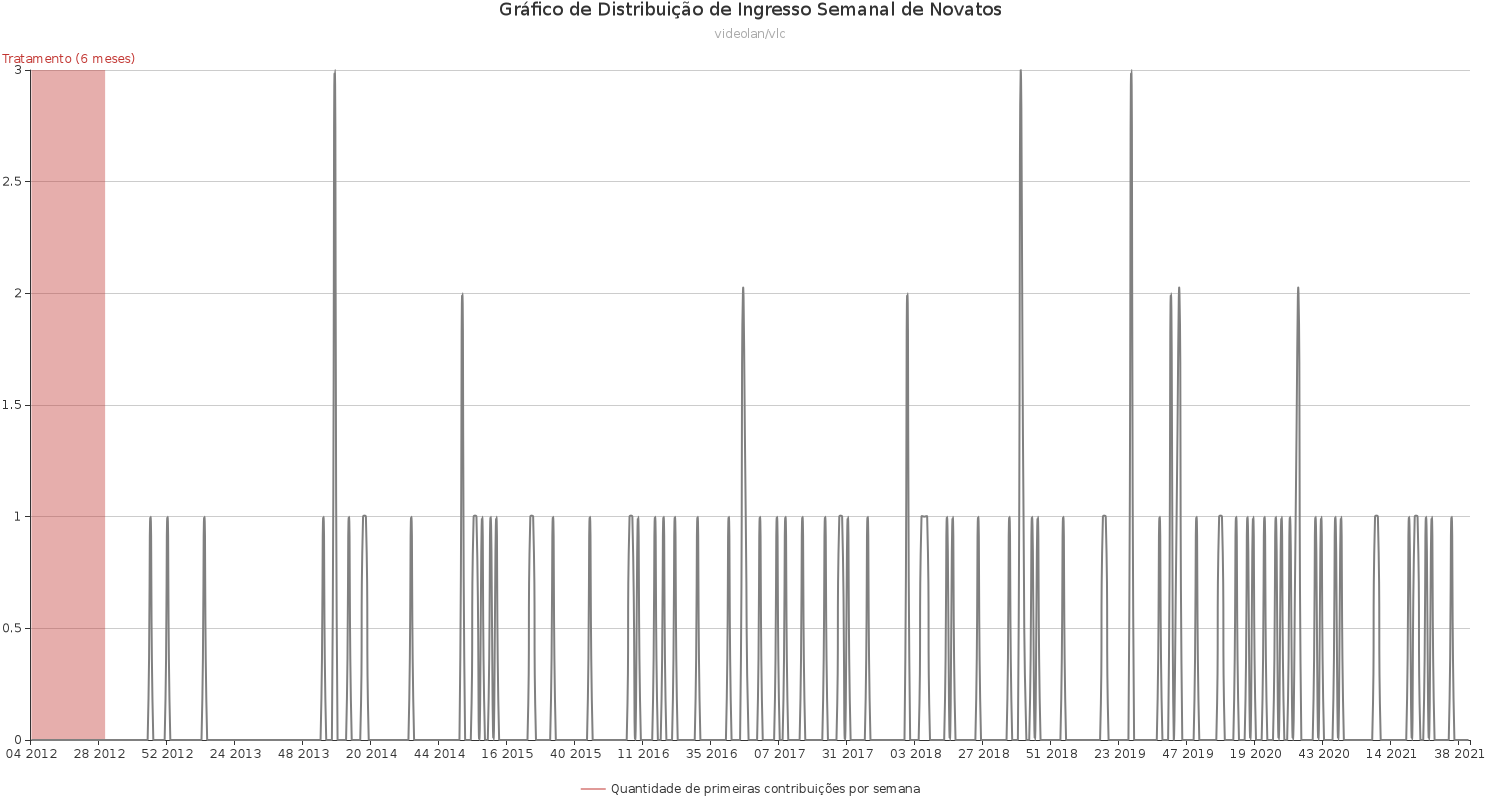 Gráfico de Distribuição de Ingresso Semanal de Novatos
videolan/vlc
Tratamento (6 meses)
3
2.5
2
1.5
1
0.5
0
04 2012 28 2012 52 2012 24 2013 48 2013 20 2014 44 2014 16 2015 40 2015 11 2016 35 2016 07 2017 31 2017 03 2018 27 2018 51 2018 23 2019 47 2019 19 2020 43 2020 14 2021 38 2021
Quantidade de primeiras contribuições por semana